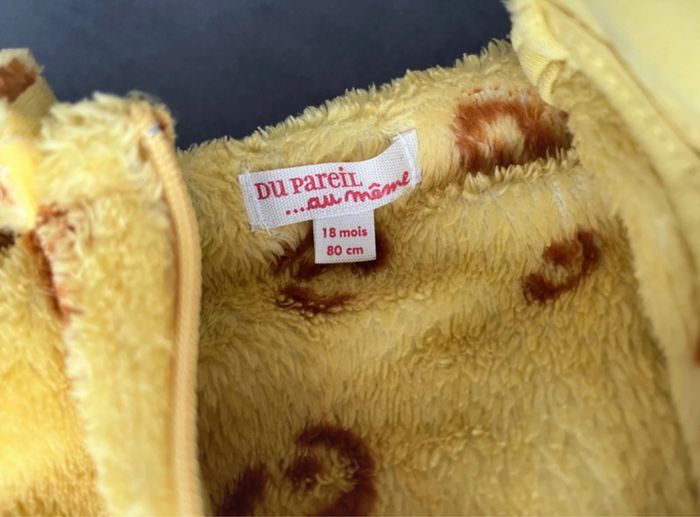 DU PAREIL
...au même
18 mois
80 cm